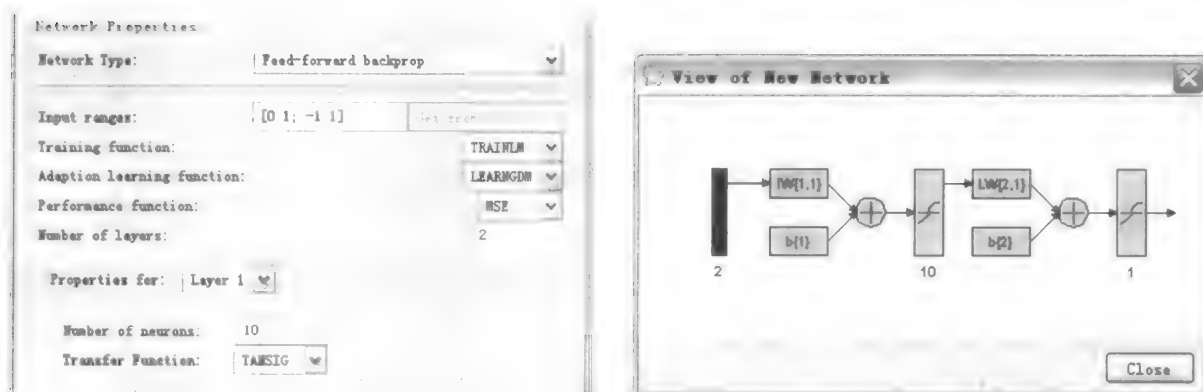 Network Properties
Network Type: Feed-forward backprop
Input ranges: [0 1; -1 1] Get from
Training function: TRAINLM
Adaption learning function: LEARNGDM
Performance function: MSE
Number of layers: 2
Properties for: Layer 1
Number of neurons: 10
Transfer Function: TANSIG
View of New Network
IW{1,1}
LW{2,1}
b{1}
b{2}
2
10
1
Close